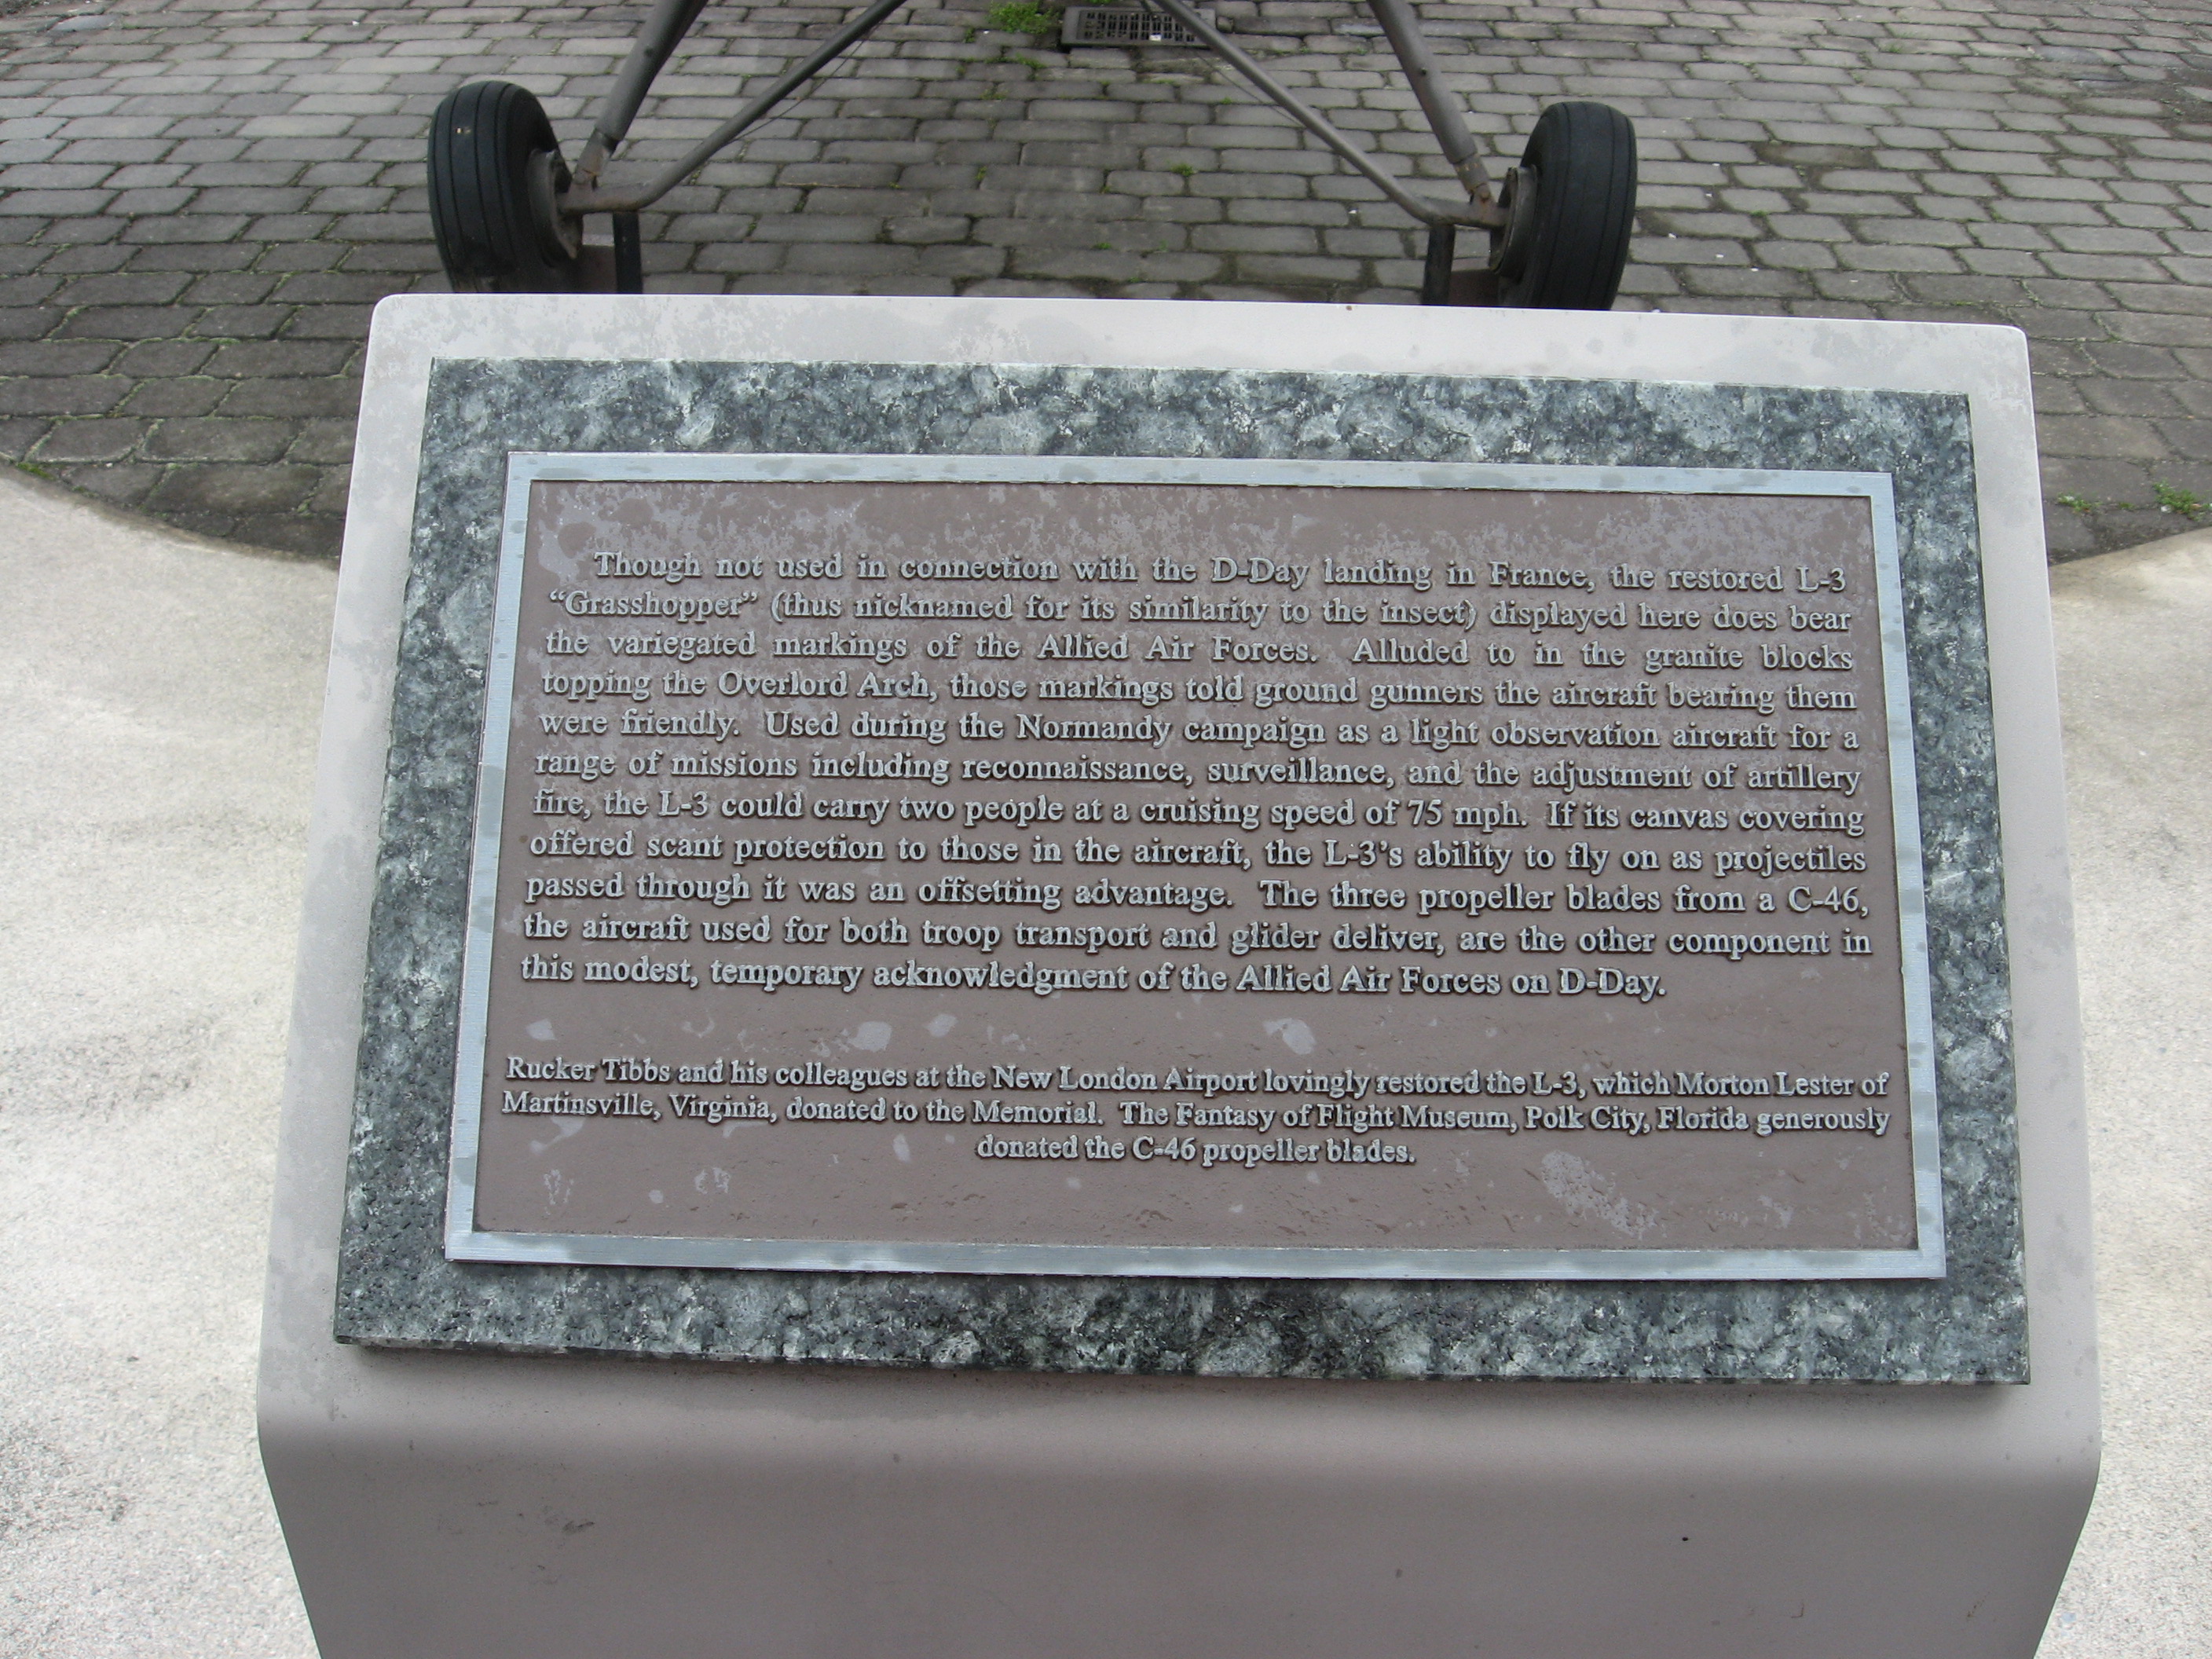 Though not used in connection with the D-Day landing in France, the restored L-3
“Grasshopper” (thus nicknamed for its similarity to the insect) displayed here does bear
the variegated markings of the Allied Air Forces. Alluded to in the granite blocks
topping the Overlord Arch, those markings told ground gunners the aircraft bearing them
were friendly. Used during the Normandy campaign as a light observation aircraft for a
range of missions including reconnaissance, surveillance, and the adjustment of artillery
fire, the L-3 could carry two people at a cruising speed of 75 mph. If its canvas covering
offered scant protection to those in the aircraft, the L-3’s ability to fly on as projectiles
passed through it was an offsetting advantage. The three propeller blades from a C-46,
the aircraft used for both troop transport and glider deliver, are the other component in
this modest, temporary acknowledgment of the Allied Air Forces on D-Day.
Rucker Tibbs and his colleagues at the New London Airport lovingly restored the L-3, which Morton Lester of
Martinsville, Virginia, donated to the Memorial. The Fantasy of Flight Museum, Polk City, Florida generously
donated the C-46 propeller blades.